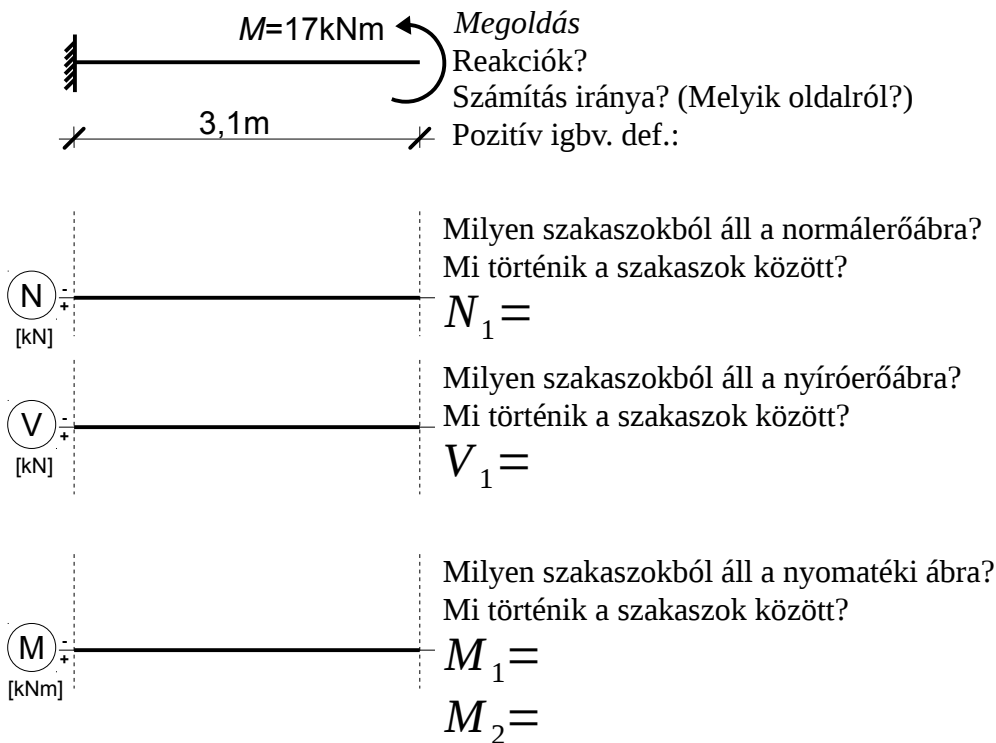 M=17kNm
Megoldás
Reakciók?
Számítás iránya? (Melyik oldalról?)
3,1m
Pozitív igbv. def.:
Milyen szakaszokból áll a normálerőábra?
Mi történik a szakaszok között?
N
-
+
[kN]
N1=
Milyen szakaszokból áll a nyíróerőábra?
Mi történik a szakaszok között?
V
-
+
[kN]
V1=
Milyen szakaszokból áll a nyomatéki ábra?
Mi történik a szakaszok között?
M
-
+
[kNm]
M1=
M2=